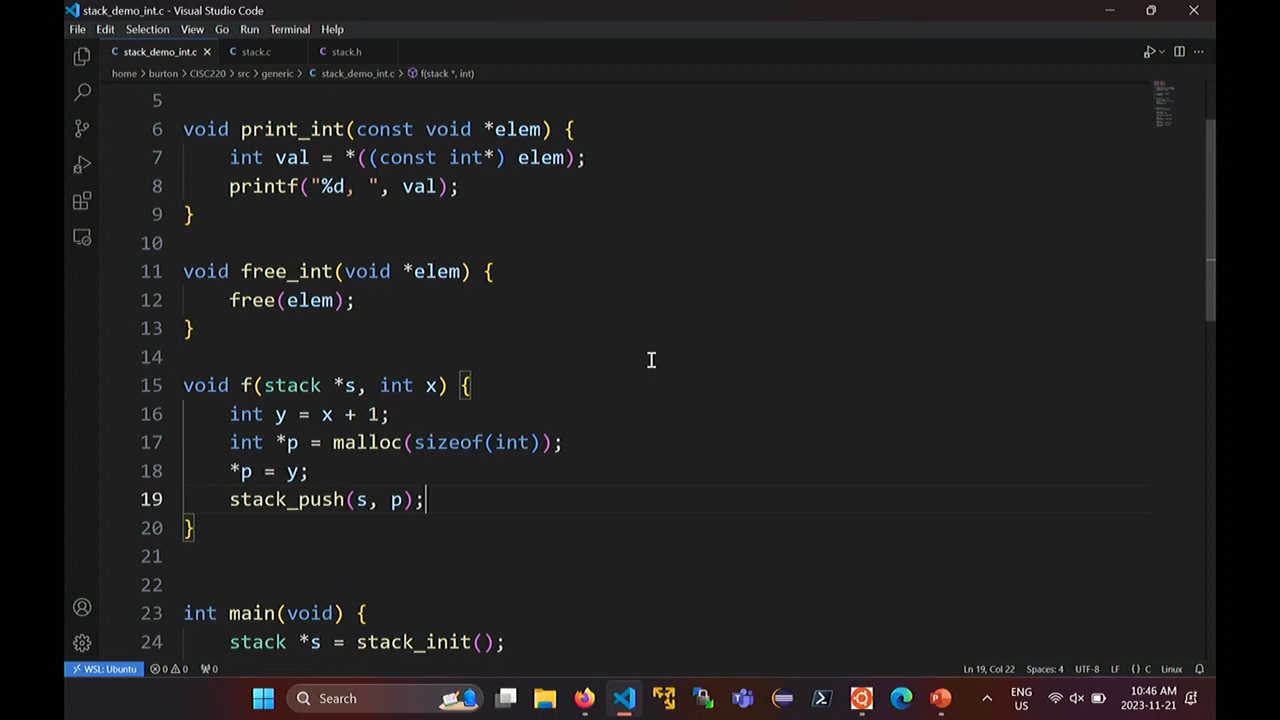 stack_demo_int.c - Visual Studio Code
File Edit Selection View Go Run Terminal Help
C stack_demo_int.c × C stack.c C stack.h
home > burton > CISC220 > src > generic > C stack_demo_int.c > f(stack *, int)
5
6 void print_int(const void *elem) {
7     int val = *((const int*) elem);
8     printf("%d, ", val);
9 }
10
11 void free_int(void *elem) {
12     free(elem);
13 }
14
15 void f(stack *s, int x) {
16     int y = x + 1;
17     int *p = malloc(sizeof(int));
18     *p = y;
19     stack_push(s, p);
20 }
21
22
23 int main(void) {
24     stack *s = stack_init();
WSL: Ubuntu 0 0 0 Ln 19, Col 22 Spaces: 4 UTF-8 LF {} C Linux
Search ENG US 10:46 AM 2023-11-21